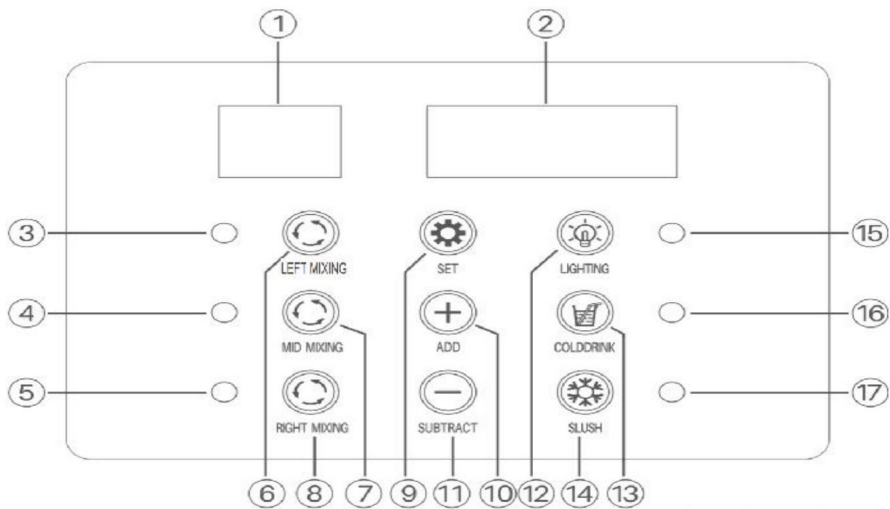 ① ②
③ ⑮
LEFT MIXING SET LIGHTING
④ ⑯
MID MIXING ADD COLDDRINK
⑤ ⑰
RIGHT MIXING SUBTRACT SLUSH
⑥ ⑧ ⑦ ⑨ ⑪ ⑩ ⑫ ⑭ ⑬